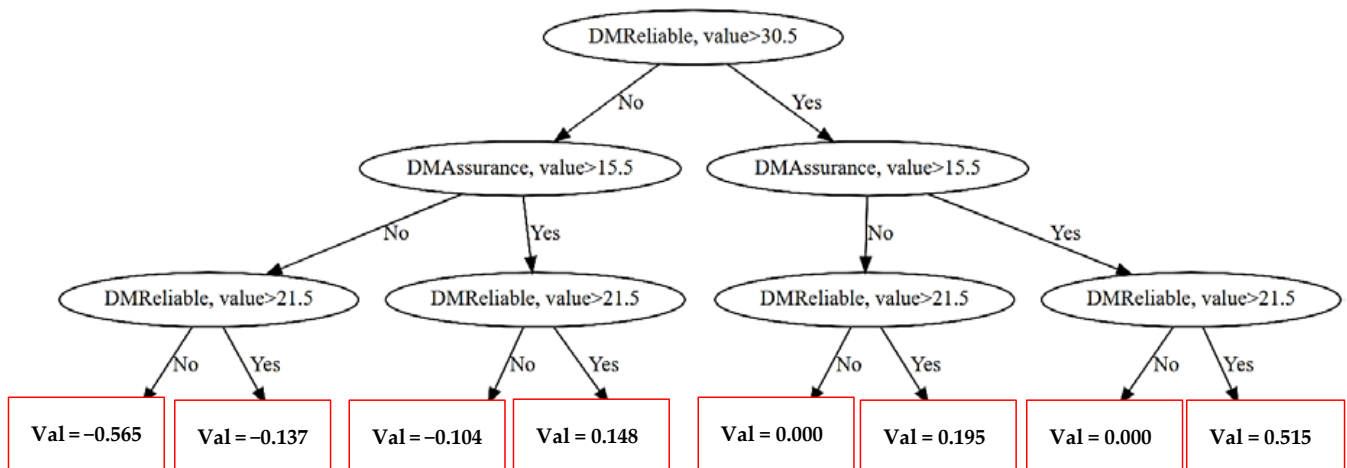 DMReliable, value>30.5
No
Yes
DMAssurance, value>15.5
DMAssurance, value>15.5
No
Yes
No
Yes
DMReliable, value>21.5
DMReliable, value>21.5
DMReliable, value>21.5
DMReliable, value>21.5
No
Yes
No
Yes
No
Yes
No
Yes
Val = −0.565
Val = −0.137
Val = −0.104
Val = 0.148
Val = 0.000
Val = 0.195
Val = 0.000
Val = 0.515